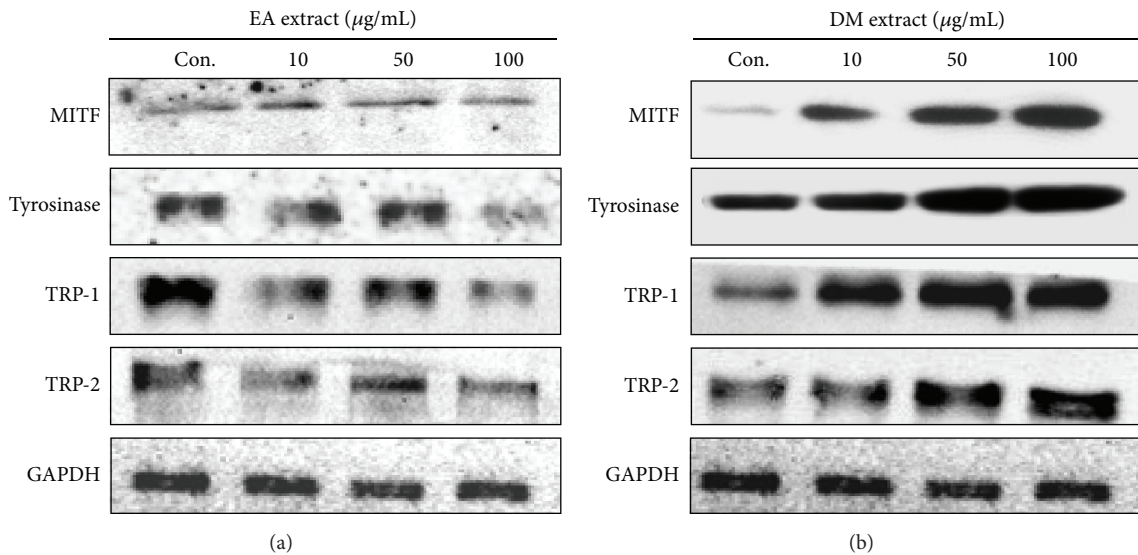 EA extract (μg/mL)
Con. 10 50 100
MITF
Tyrosinase
TRP-1
TRP-2
GAPDH
(a)
DM extract (μg/mL)
Con. 10 50 100
MITF
Tyrosinase
TRP-1
TRP-2
GAPDH
(b)